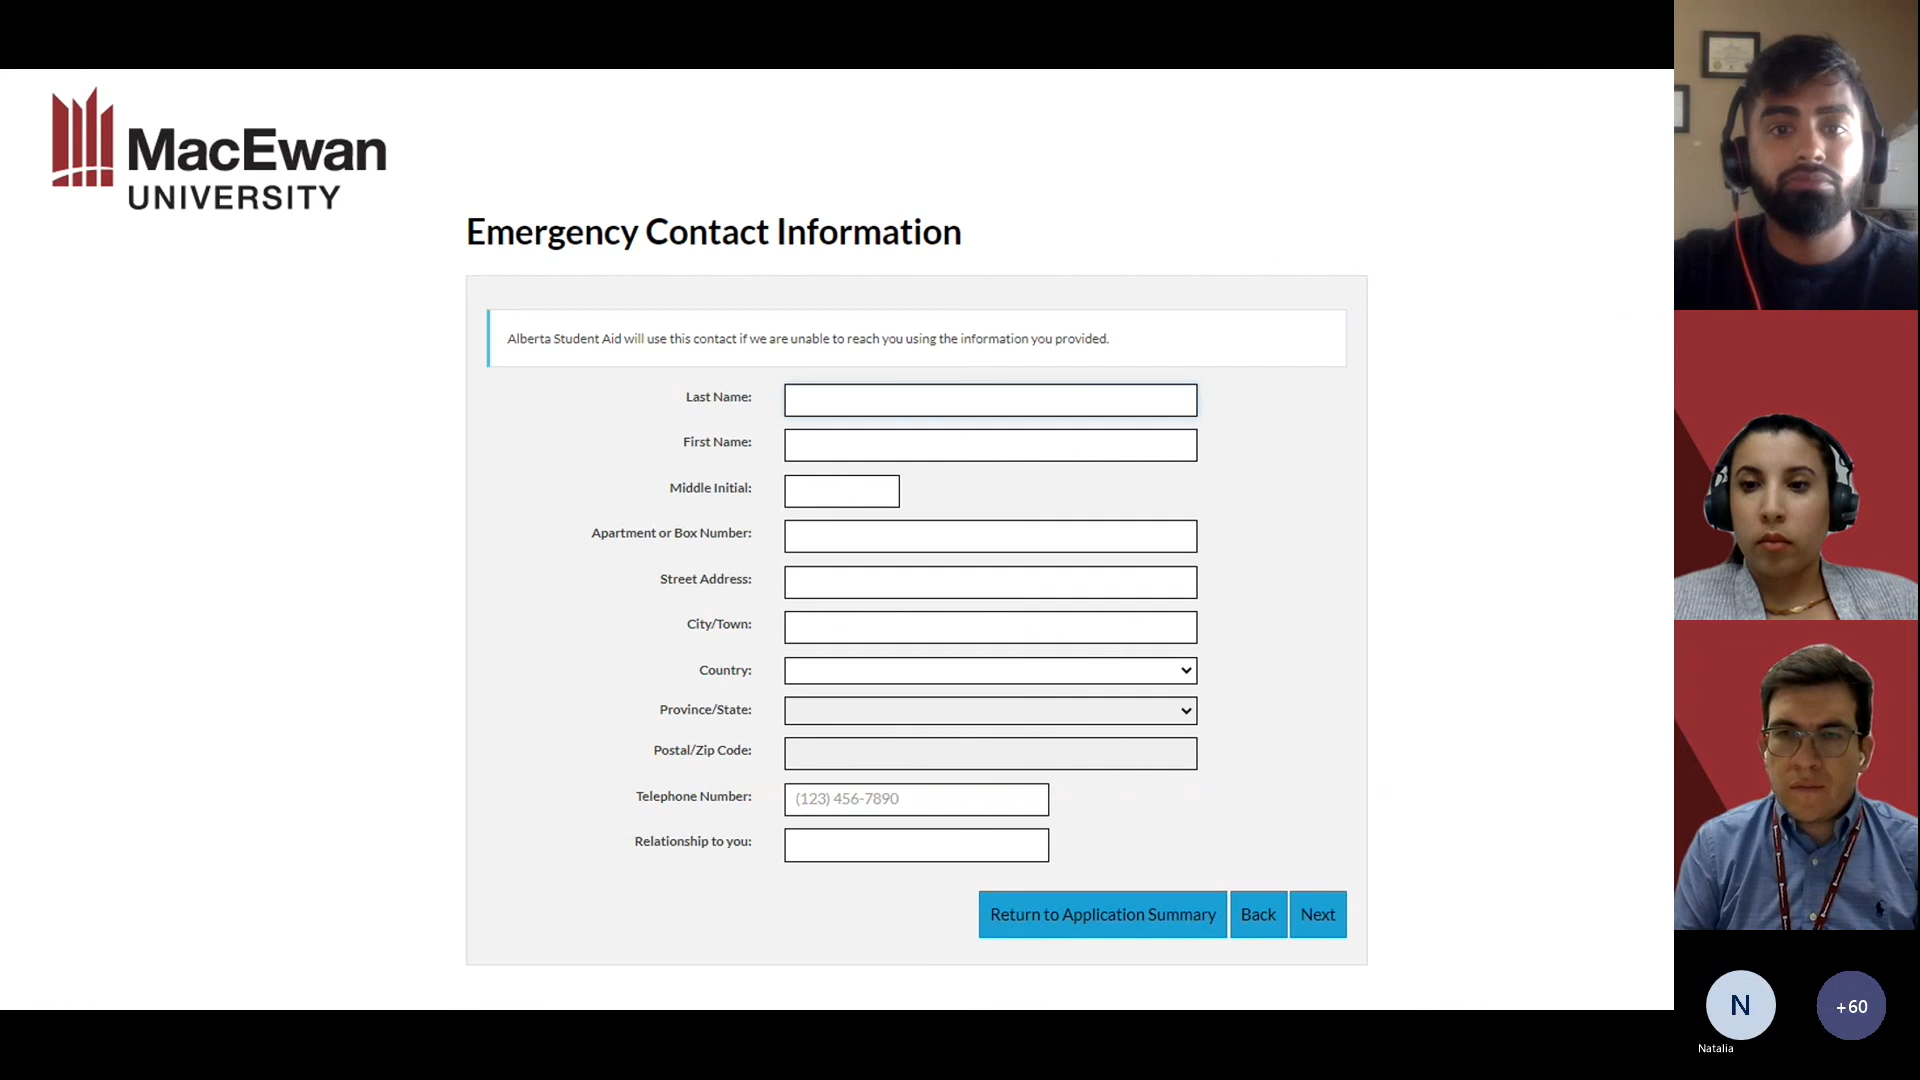 MacEwan
UNIVERSITY
Emergency Contact Information
Alberta Student Aid will use this contact if we are unable to reach you using the information you provided.
Last Name:
First Name:
Middle Initial:
Apartment or Box Number:
Street Address:
City/Town:
Country:
Province/State:
Postal/Zip Code:
Telephone Number: (123) 456-7890
Relationship to you:
Return to Application Summary Back Next
N +60
Natalia